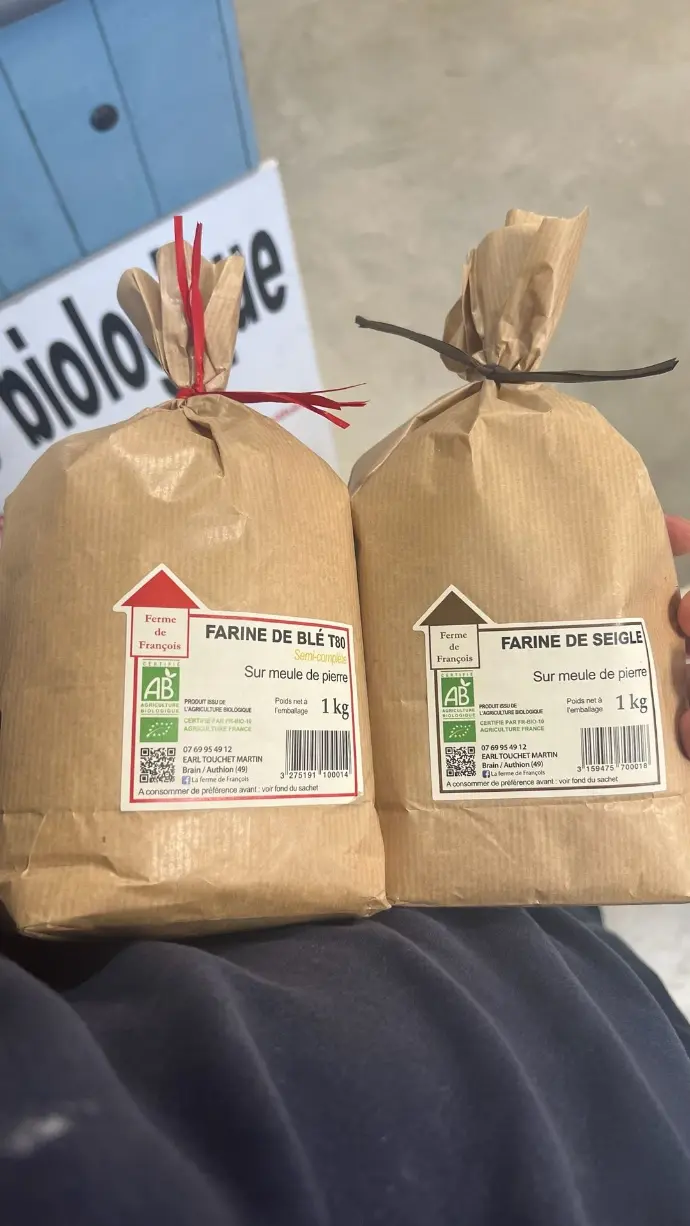 biologique
Ferme
de
François
FARINE DE BLÉ T80
Semi-complète
Sur meule de pierre
CERTIFIÉ
AB
AGRICULTURE
BIOLOGIQUE
PRODUIT ISSU DE
L'AGRICULTURE BIOLOGIQUE
CERTIFIÉ PAR FR-BIO-10
AGRICULTURE FRANCE
Poids net à
l'emballage
1 kg
07 69 95 49 12
EARL TOUCHET MARTIN
Brain / Authion (49)
La ferme de François
3 275191 100014
A consommer de préférence avant : voir fond du sachet
Ferme
de
François
FARINE DE SEIGLE
Sur meule de pierre
CERTIFIÉ
AB
AGRICULTURE
BIOLOGIQUE
PRODUIT ISSU DE
L'AGRICULTURE BIOLOGIQUE
CERTIFIÉ PAR FR-BIO-10
AGRICULTURE FRANCE
Poids net à
l'emballage
1 kg
07 69 95 49 12
EARL TOUCHET MARTIN
Brain / Authion (49)
La ferme de François
3 159475 700018
A consommer de préférence avant : voir fond du sachet